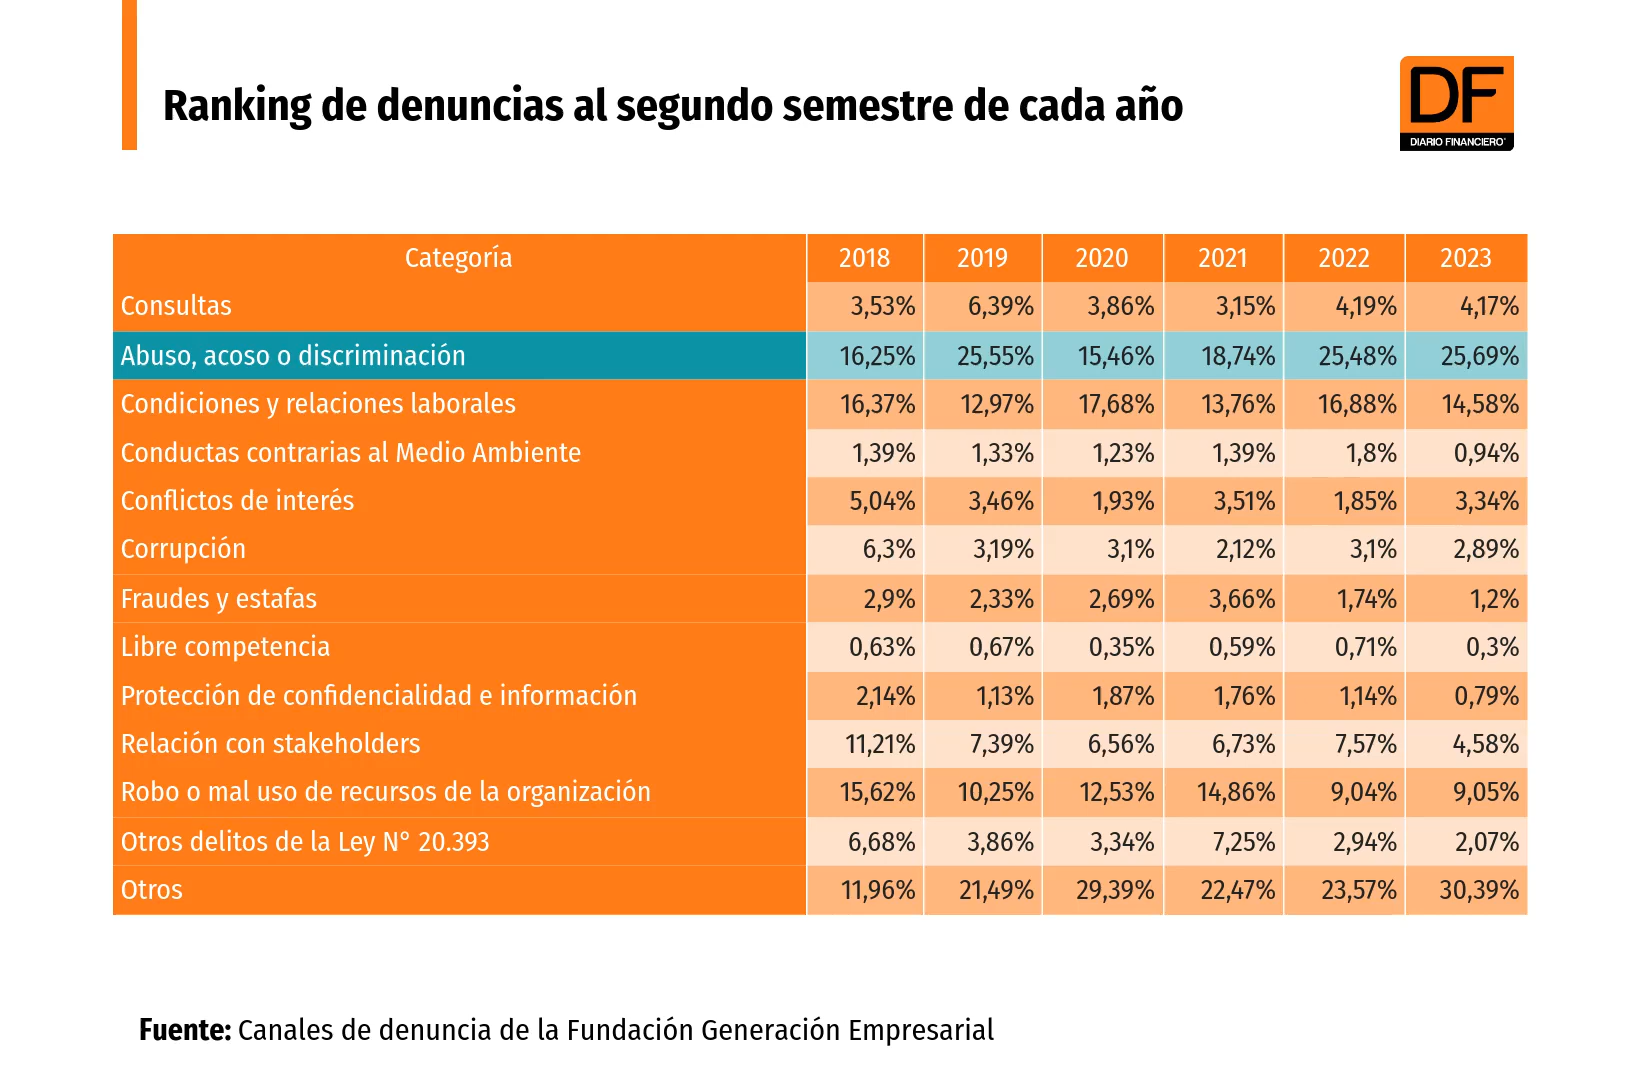 Ranking de denuncias al segundo semestre de cada año
DF
DIARIO FINANCIERO
Categoría 2018 2019 2020 2021 2022 2023
Consultas 3,53% 6,39% 3,86% 3,15% 4,19% 4,17%
Abuso, acoso o discriminación 16,25% 25,55% 15,46% 18,74% 25,48% 25,69%
Condiciones y relaciones laborales 16,37% 12,97% 17,68% 13,76% 16,88% 14,58%
Conductas contrarias al Medio Ambiente 1,39% 1,33% 1,23% 1,39% 1,8% 0,94%
Conflictos de interés 5,04% 3,46% 1,93% 3,51% 1,85% 3,34%
Corrupción 6,3% 3,19% 3,1% 2,12% 3,1% 2,89%
Fraudes y estafas 2,9% 2,33% 2,69% 3,66% 1,74% 1,2%
Libre competencia 0,63% 0,67% 0,35% 0,59% 0,71% 0,3%
Protección de confidencialidad e información 2,14% 1,13% 1,87% 1,76% 1,14% 0,79%
Relación con stakeholders 11,21% 7,39% 6,56% 6,73% 7,57% 4,58%
Robo o mal uso de recursos de la organización 15,62% 10,25% 12,53% 14,86% 9,04% 9,05%
Otros delitos de la Ley N° 20.393 6,68% 3,86% 3,34% 7,25% 2,94% 2,07%
Otros 11,96% 21,49% 29,39% 22,47% 23,57% 30,39%
Fuente: Canales de denuncia de la Fundación Generación Empresarial